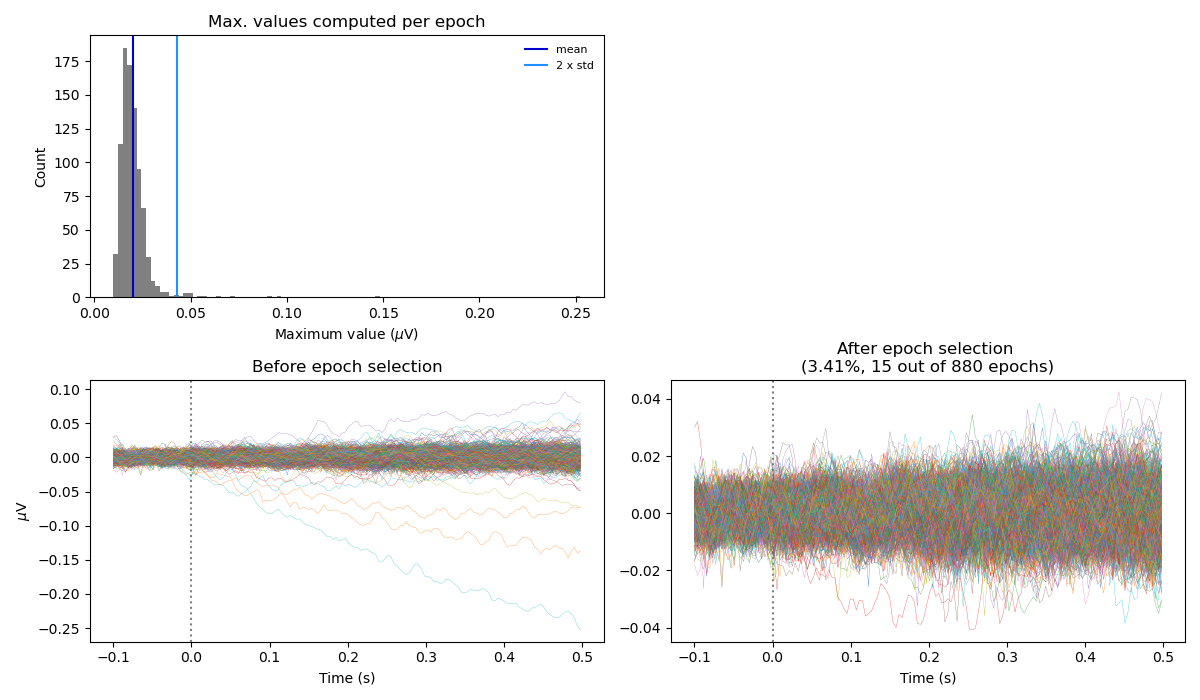 Max. values computed per epoch
mean
2 x std
Count
175
150
125
100
75
50
25
0
0.00 0.05 0.10 0.15 0.20 0.25
Maximum value (μV)
Before epoch selection
μV
0.10
0.05
0.00
−0.05
−0.10
−0.15
−0.20
−0.25
−0.1 0.0 0.1 0.2 0.3 0.4 0.5
Time (s)
After epoch selection
(3.41%, 15 out of 880 epochs)
0.04
0.02
0.00
−0.02
−0.04
−0.1 0.0 0.1 0.2 0.3 0.4 0.5
Time (s)